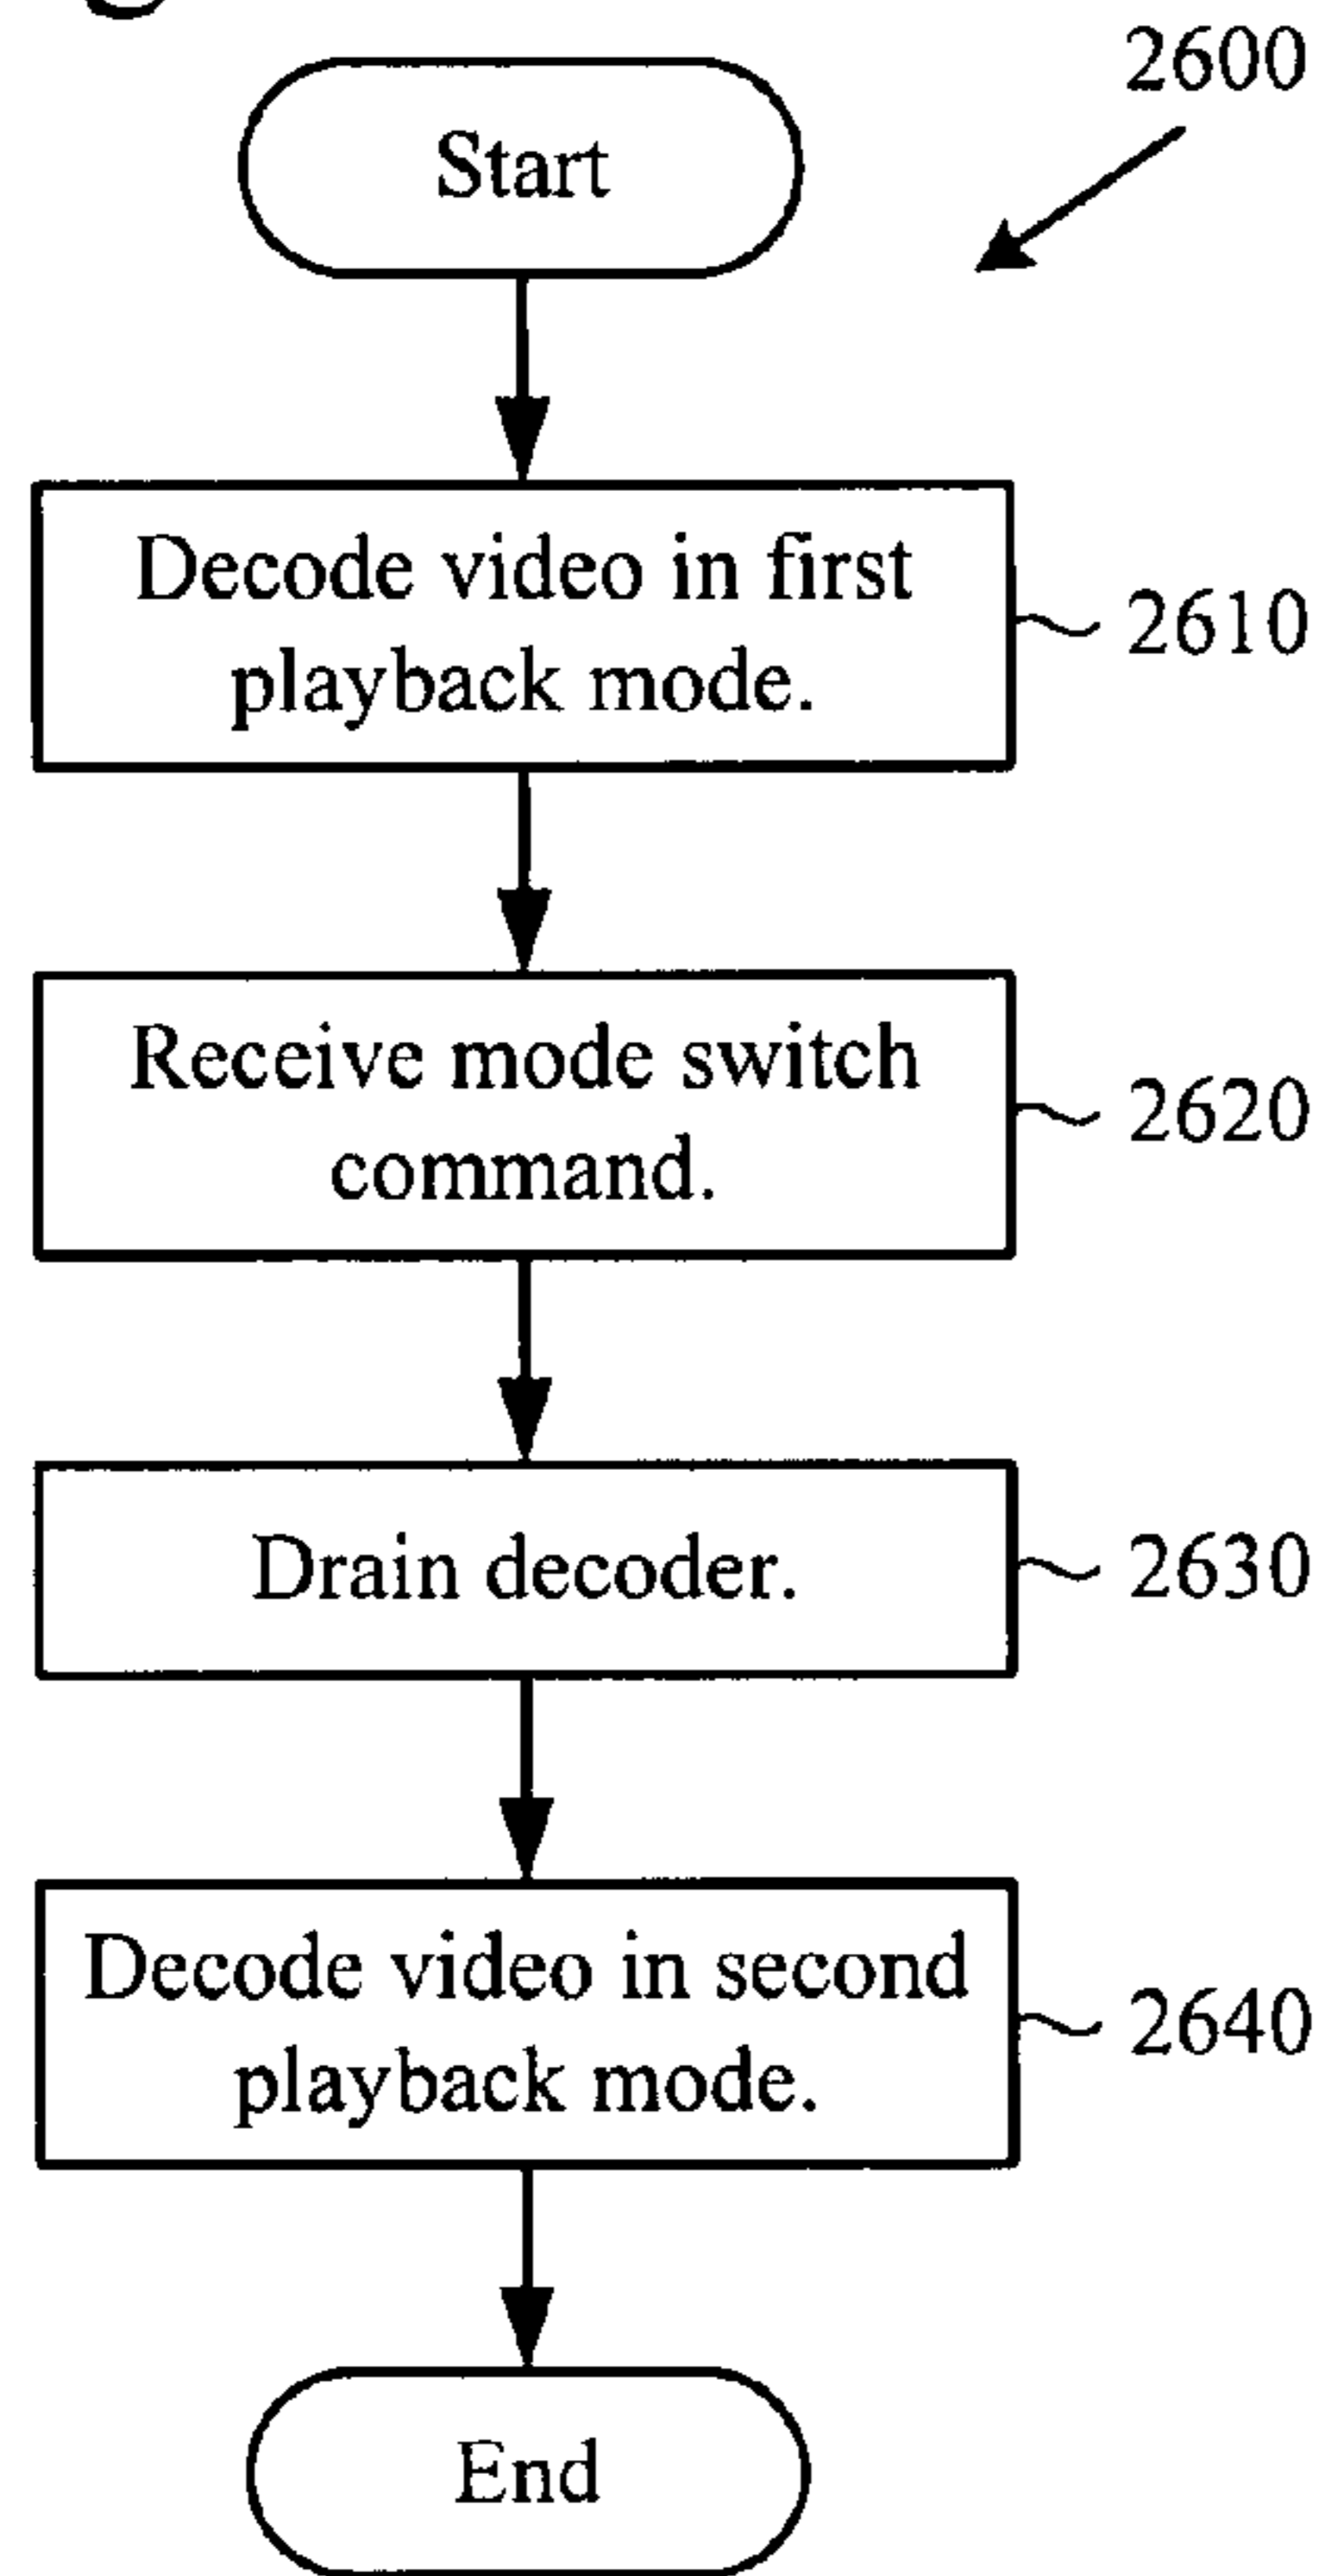 2600
Start
Decode video in first
playback mode.
2610
Receive mode switch
command.
2620
Drain decoder.
2630
Decode video in second
playback mode.
2640
End